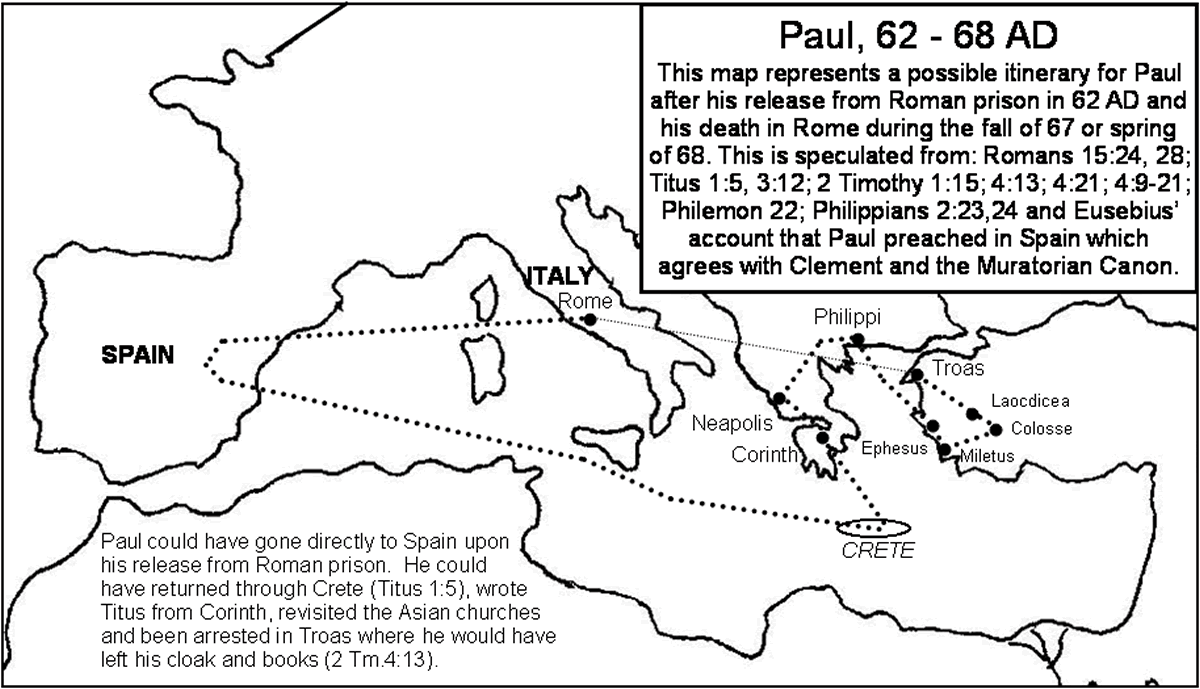 Paul, 62 - 68 AD
This map represents a possible itinerary for Paul
after his release from Roman prison in 62 AD and
his death in Rome during the fall of 67 or spring
of 68. This is speculated from: Romans 15:24, 28;
Titus 1:5, 3:12; 2 Timothy 1:15; 4:13; 4:21; 4:9-21;
Philemon 22; Philippians 2:23,24 and Eusebius'
account that Paul preached in Spain which
agrees with Clement and the Muratorian Canon.
ITALY
Rome
Philippi
SPAIN
Troas
Laocdicea
Neapolis
Colosse
Corinth
Ephesus
Miletus
CRETE
Paul could have gone directly to Spain upon
his release from Roman prison. He could
have returned through Crete (Titus 1:5), wrote
Titus from Corinth, revisited the Asian churches
and been arrested in Troas where he would have
left his cloak and books (2 Tm.4:13).